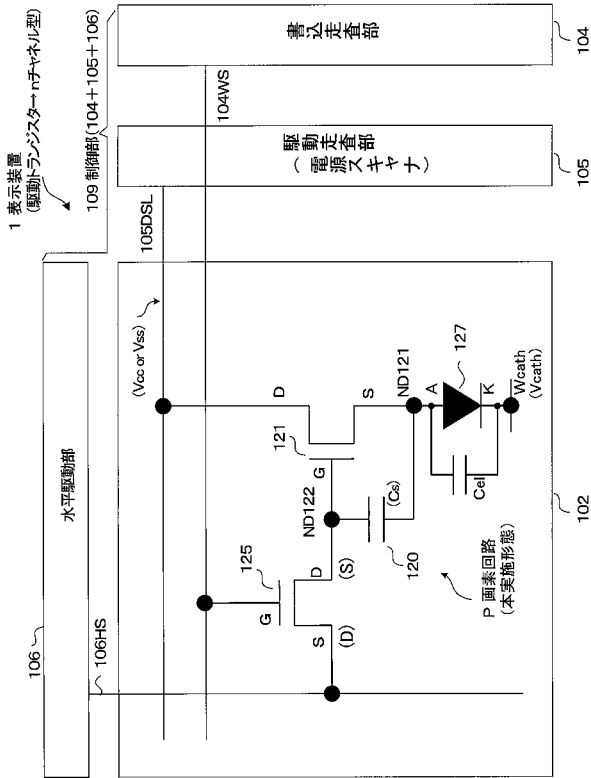 1 表示装置
(駆動トランジスター→nチャネル型)
109 制御部(104+105+106)
106
水平駆動部
106HS
105DSL
104WS
駆動走査部
(電源スキャナ)
105
書込走査部
104
(Vcc or Vss)
D
S
G
121
ND121
ND122
125
G
D
(S)
S
(D)
(Cs)
120
A
K
127
Cel
Wcath
(Vcath)
P 画素回路
(本実施形態)
102